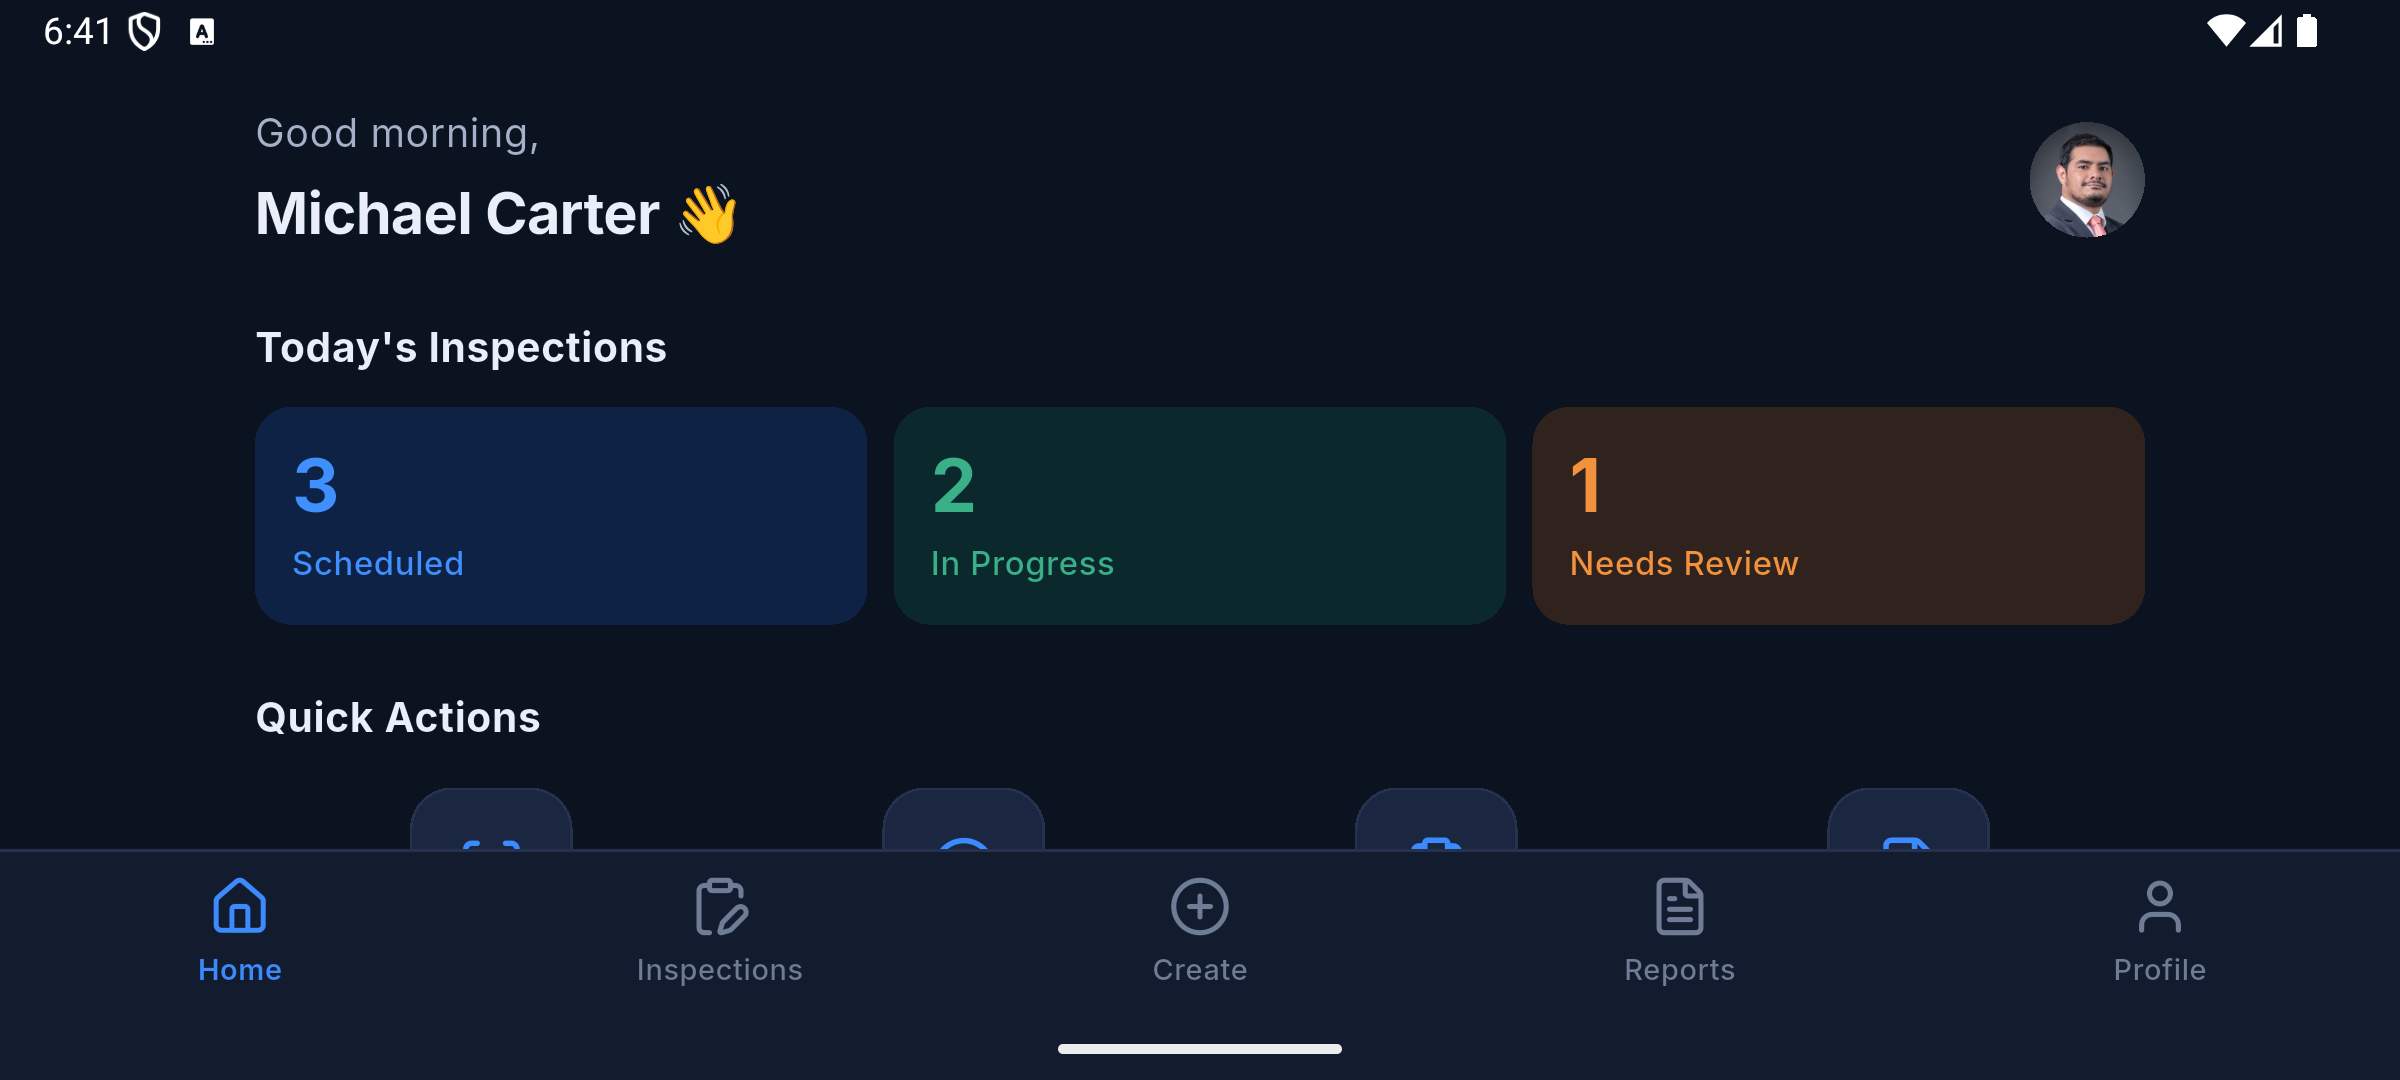 6:41
Good morning,
Michael Carter 👋
Today's Inspections
3
Scheduled
2
In Progress
1
Needs Review
Quick Actions
Home
Inspections
Create
Reports
Profile